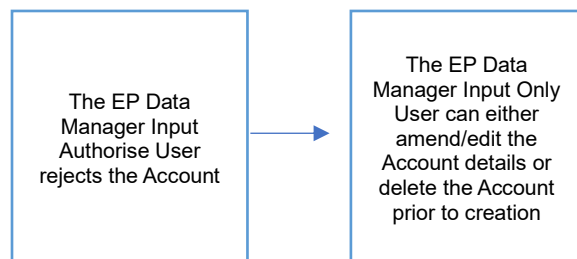 The EP Data
Manager Input
Authorise User
rejects the Account
The EP Data
Manager Input Only
User can either
amend/edit the
Account details or
delete the Account
prior to creation